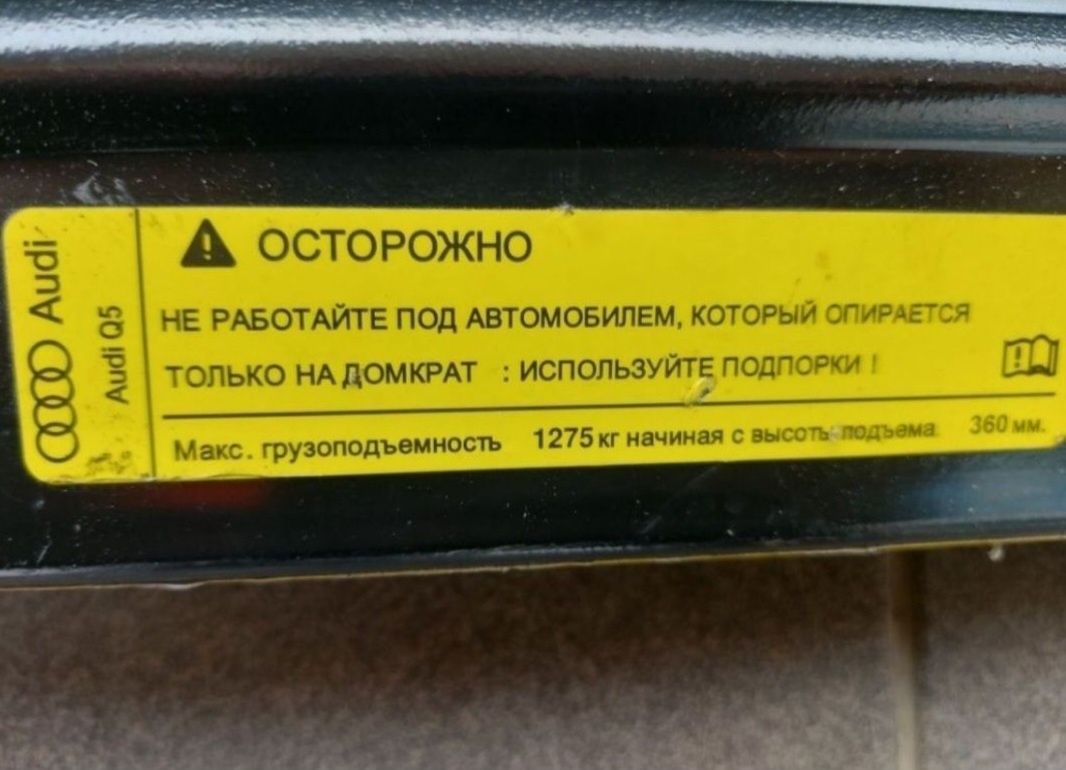 Audi
Audi Q5
ОСТОРОЖНО
НЕ РАБОТАЙТЕ ПОД АВТОМОБИЛЕМ, КОТОРЫЙ ОПИРАЕТСЯ
ТОЛЬКО НА ДОМКРАТ : ИСПОЛЬЗУЙТЕ ПОДПОРКИ !
Макс. грузоподъемность 1275 кг начиная с высоты подъема 360 мм.